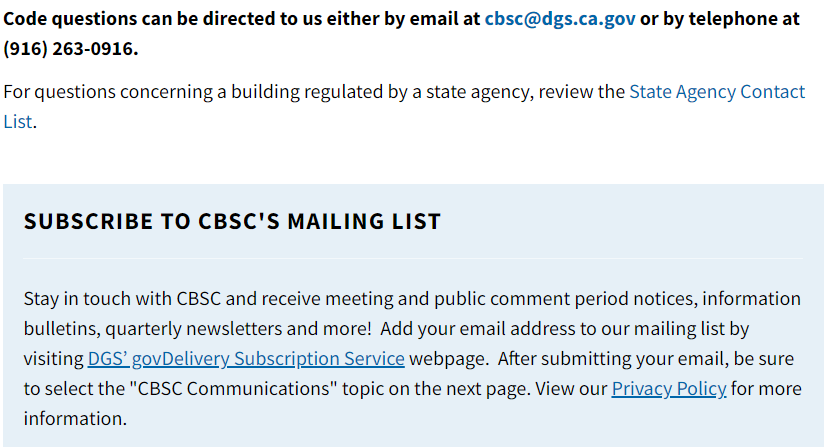 Code questions can be directed to us either by email at cbsc@dgs.ca.gov or by telephone at
(916) 263-0916.
For questions concerning a building regulated by a state agency, review the State Agency Contact
List.
SUBSCRIBE TO CBSC'S MAILING LIST
Stay in touch with CBSC and receive meeting and public comment period notices, information
bulletins, quarterly newsletters and more!  Add your email address to our mailing list by
visiting DGS’ govDelivery Subscription Service webpage.  After submitting your email, be sure
to select the "CBSC Communications" topic on the next page. View our Privacy Policy for more
information.